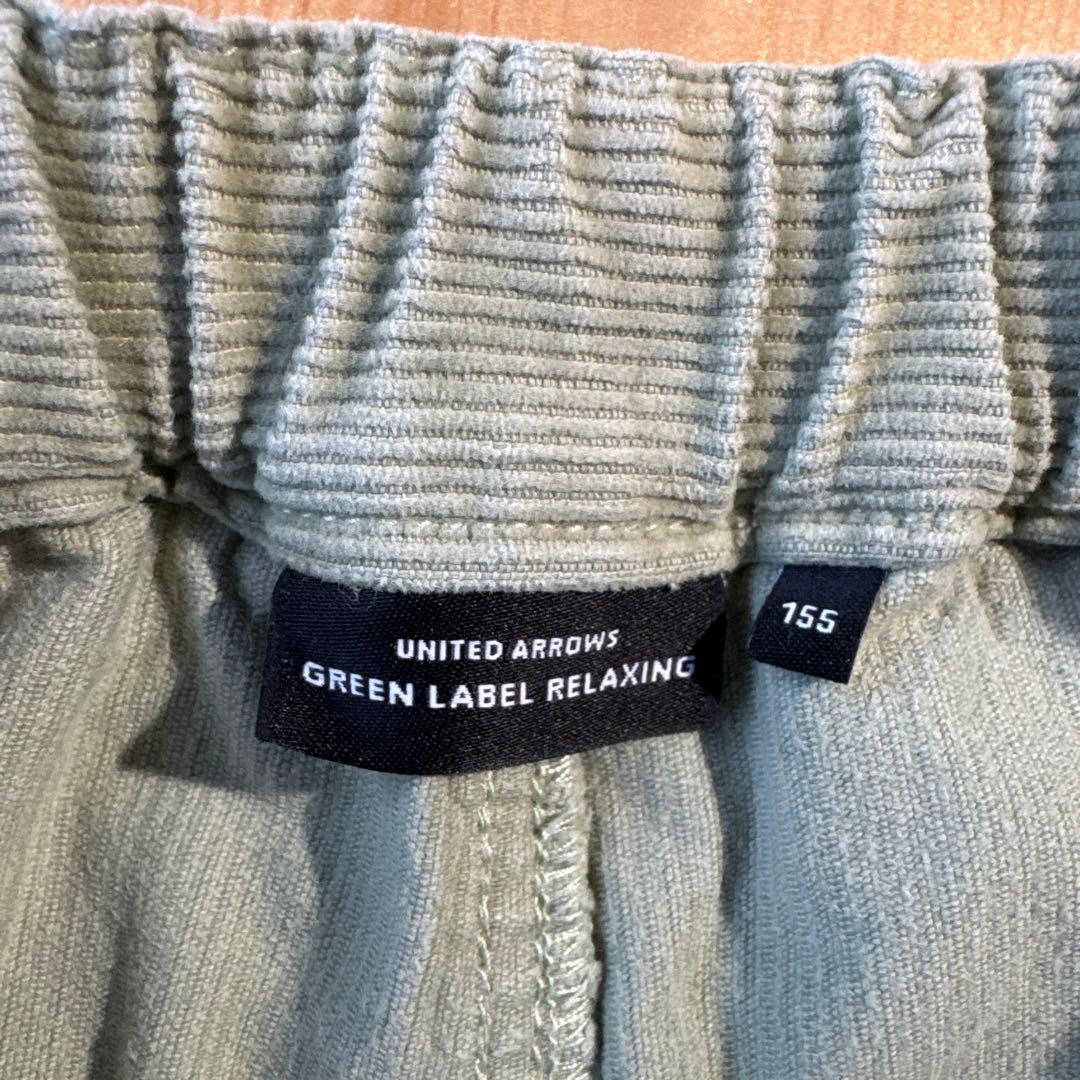 UNITED ARROWS
GREEN LABEL RELAXING
155